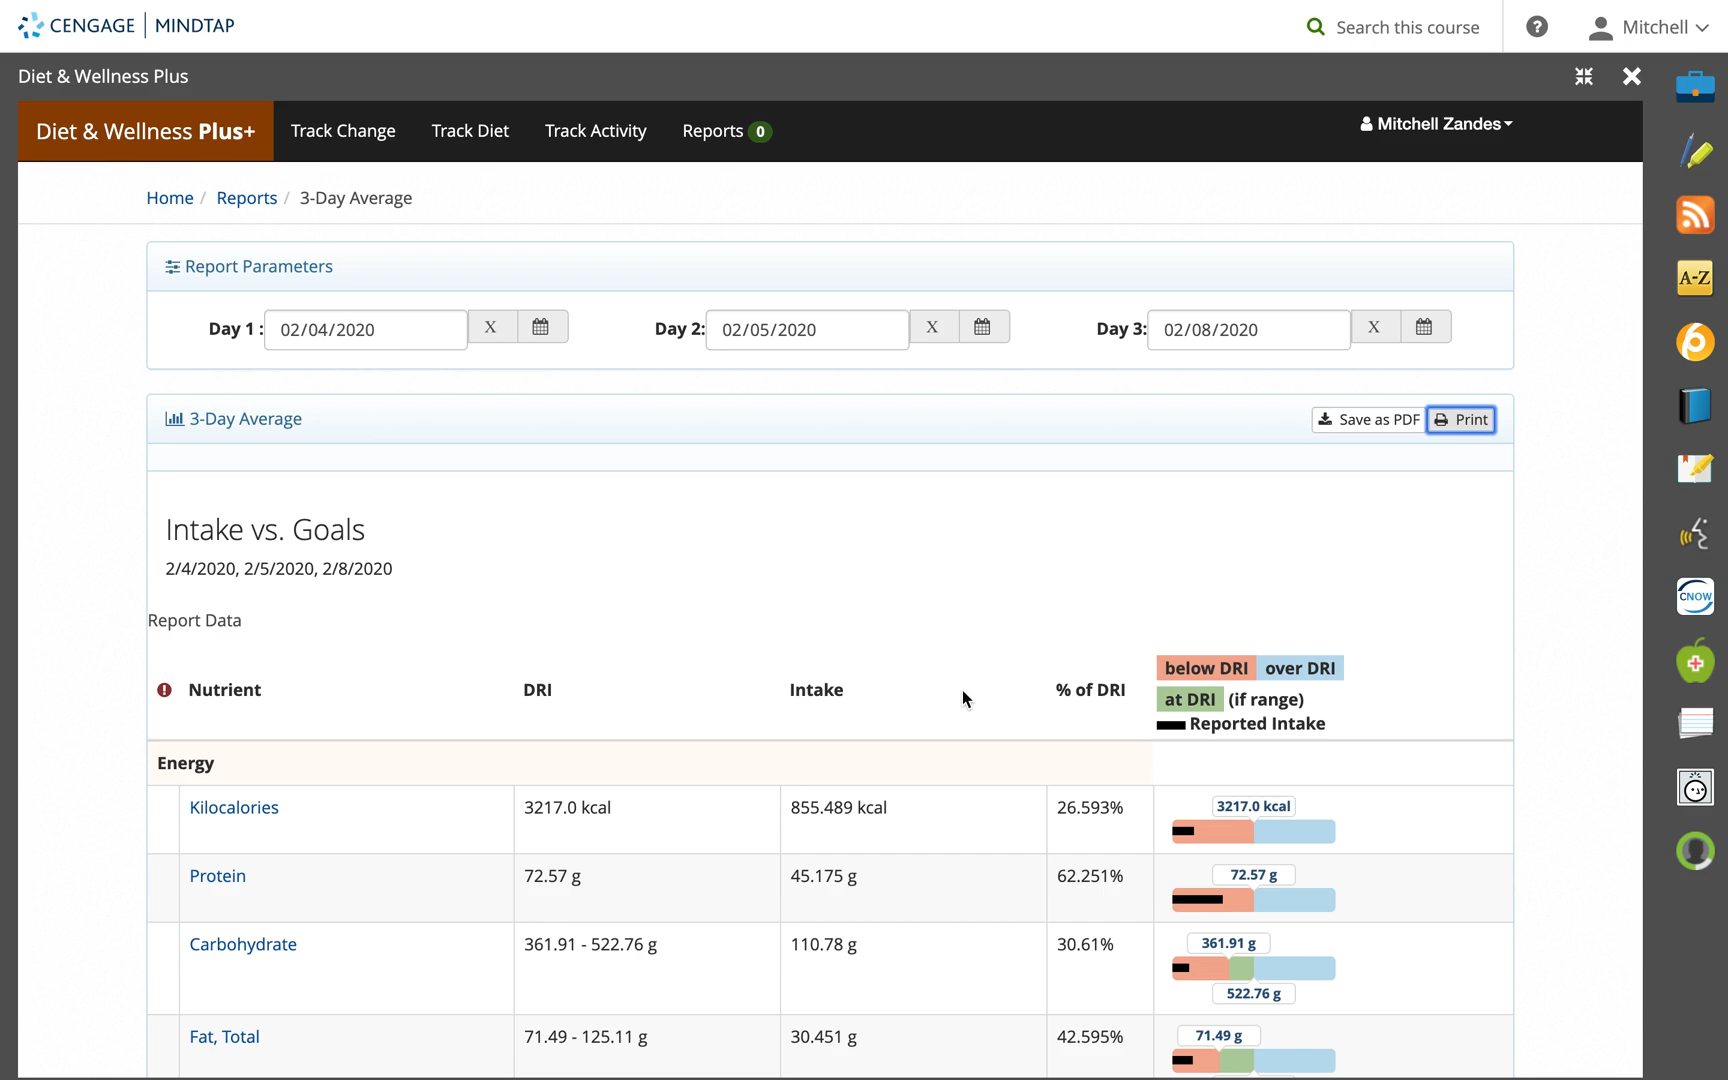 CENGAGE | MINDTAP
Search this course
?
Mitchell
Diet & Wellness Plus
Diet & Wellness Plus+
Track Change
Track Diet
Track Activity
Reports 0
Mitchell Zandes
Home / Reports / 3-Day Average
Report Parameters
Day 1 : 02/04/2020 X
Day 2: 02/05/2020 X
Day 3: 02/08/2020 X
3-Day Average
Save as PDF
Print
Intake vs. Goals
2/4/2020, 2/5/2020, 2/8/2020
Report Data
Nutrient DRI Intake % of DRI
below DRI over DRI
at DRI (if range)
Reported Intake
Energy
Kilocalories 3217.0 kcal 855.489 kcal 26.593% 3217.0 kcal
Protein 72.57 g 45.175 g 62.251% 72.57 g
Carbohydrate 361.91 - 522.76 g 110.78 g 30.61% 361.91 g
522.76 g
Fat, Total 71.49 - 125.11 g 30.451 g 42.595% 71.49 g
A-Z
CNOW